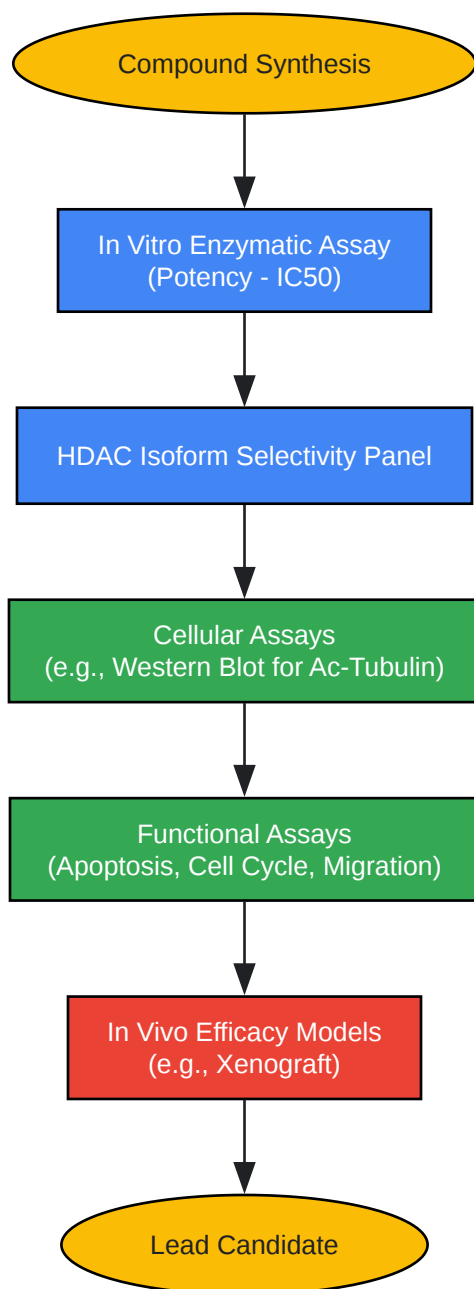 Compound Synthesis
In Vitro Enzymatic Assay
(Potency - IC50)
HDAC Isoform Selectivity Panel
Cellular Assays
(e.g., Western Blot for Ac-Tubulin)
Functional Assays
(Apoptosis, Cell Cycle, Migration)
In Vivo Efficacy Models
(e.g., Xenograft)
Lead Candidate